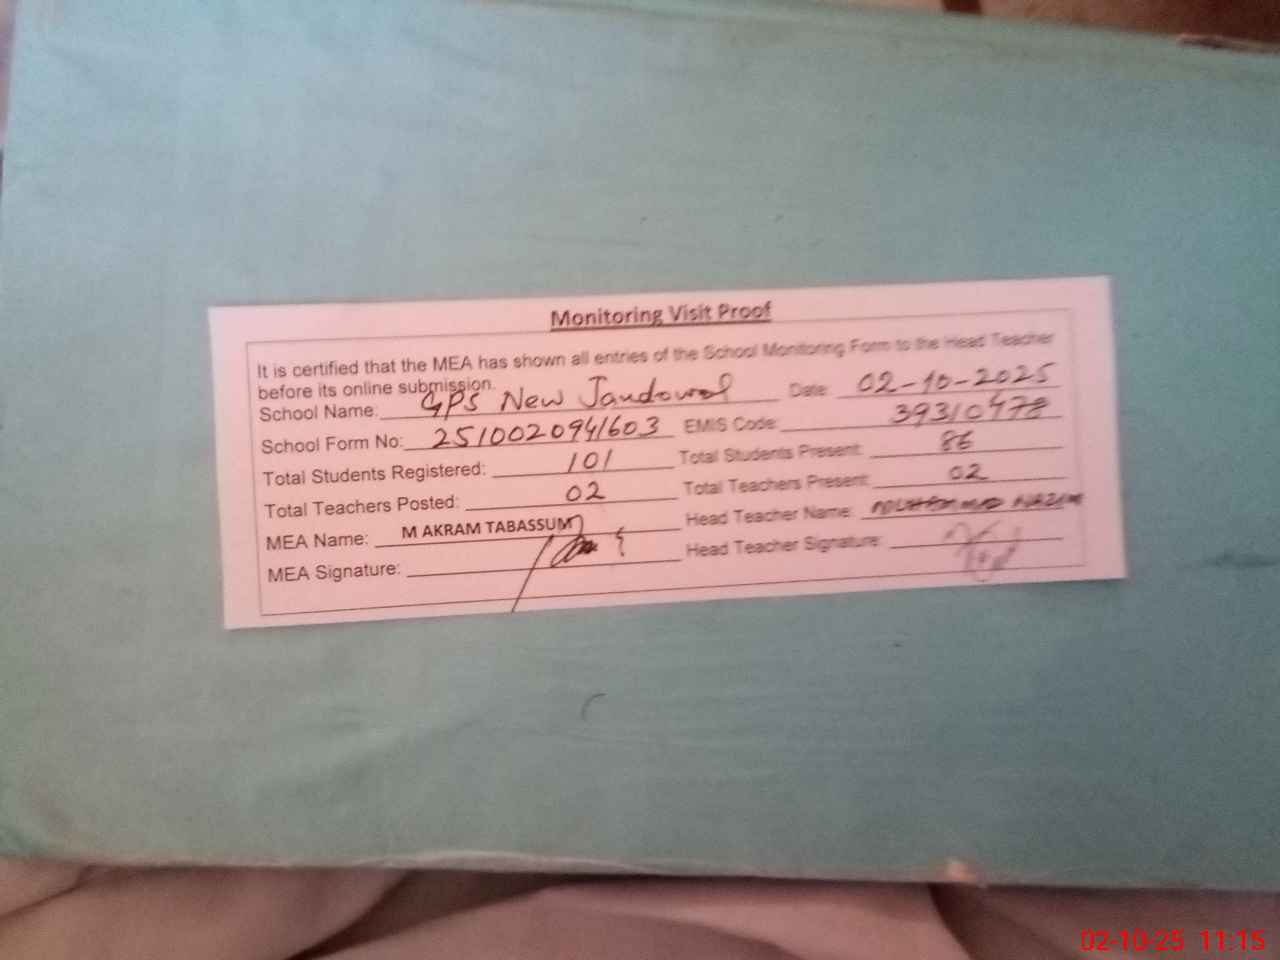 Monitoring Visit Proof
It is certified that the MEA has shown all entries of the School Monitoring Form to the Head Teacher
before its online submission.
School Name: GPS New Jandowal Date: 02-10-2025
School Form No: 2510020941603 EMIS Code: 39310478
Total Students Registered: 101 Total Students Present: 86
Total Teachers Posted: 02 Total Teachers Present: 02
MEA Name: M AKRAM TABASSUM Head Teacher Name:
MEA Signature: Head Teacher Signature:
02-10-25 11:15